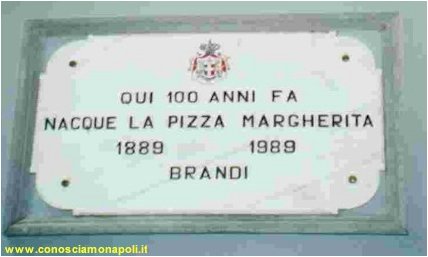 QUI 100 ANNI FA
NACQUE LA PIZZA MARGHERITA
1889 1989
BRANDI
www.conosciamonapoli.it